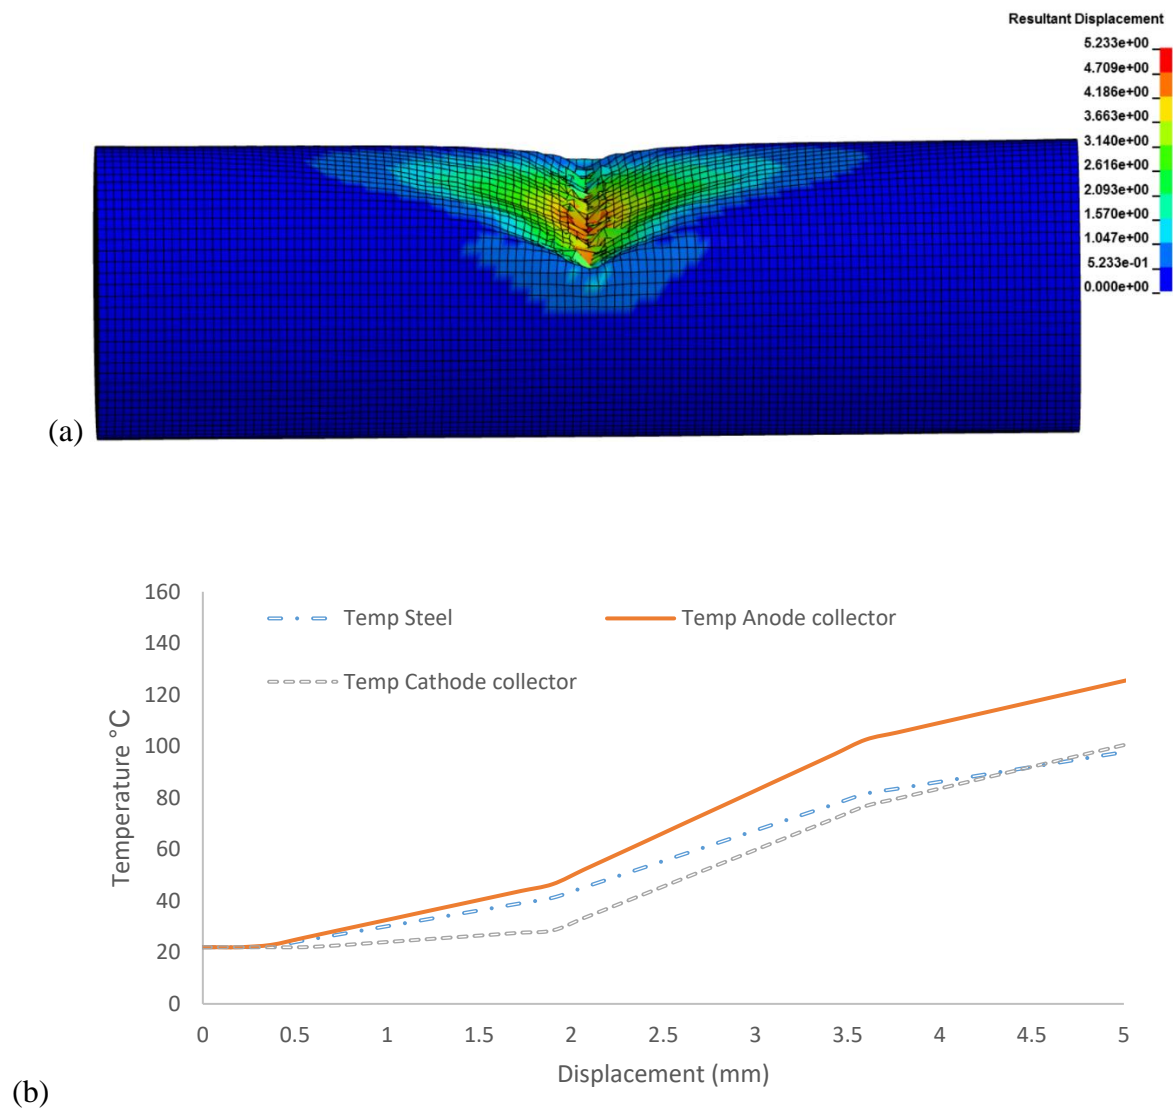 Resultant Displacement
5.233e+00
4.709e+00
4.186e+00
3.663e+00
3.140e+00
2.616e+00
2.093e+00
1.570e+00
1.047e+00
5.233e-01
0.000e+00
(a)
160
140
120
100
80
60
40
20
0
Temperature °C
Temp Steel
Temp Anode collector
Temp Cathode collector
0 0.5 1 1.5 2 2.5 3 3.5 4 4.5 5
Displacement (mm)
(b)